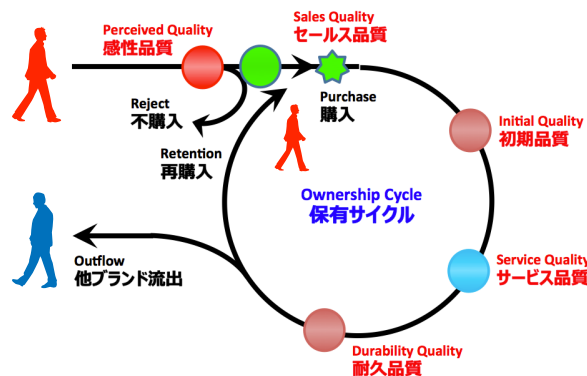 Perceived Quality
感性品質
Sales Quality
セールス品質
Reject
不購入
Purchase
購入
Initial Quality
初期品質
Retention
再購入
Ownership Cycle
保有サイクル
Outflow
他ブランド流出
Service Quality
サービス品質
Durability Quality
耐久品質